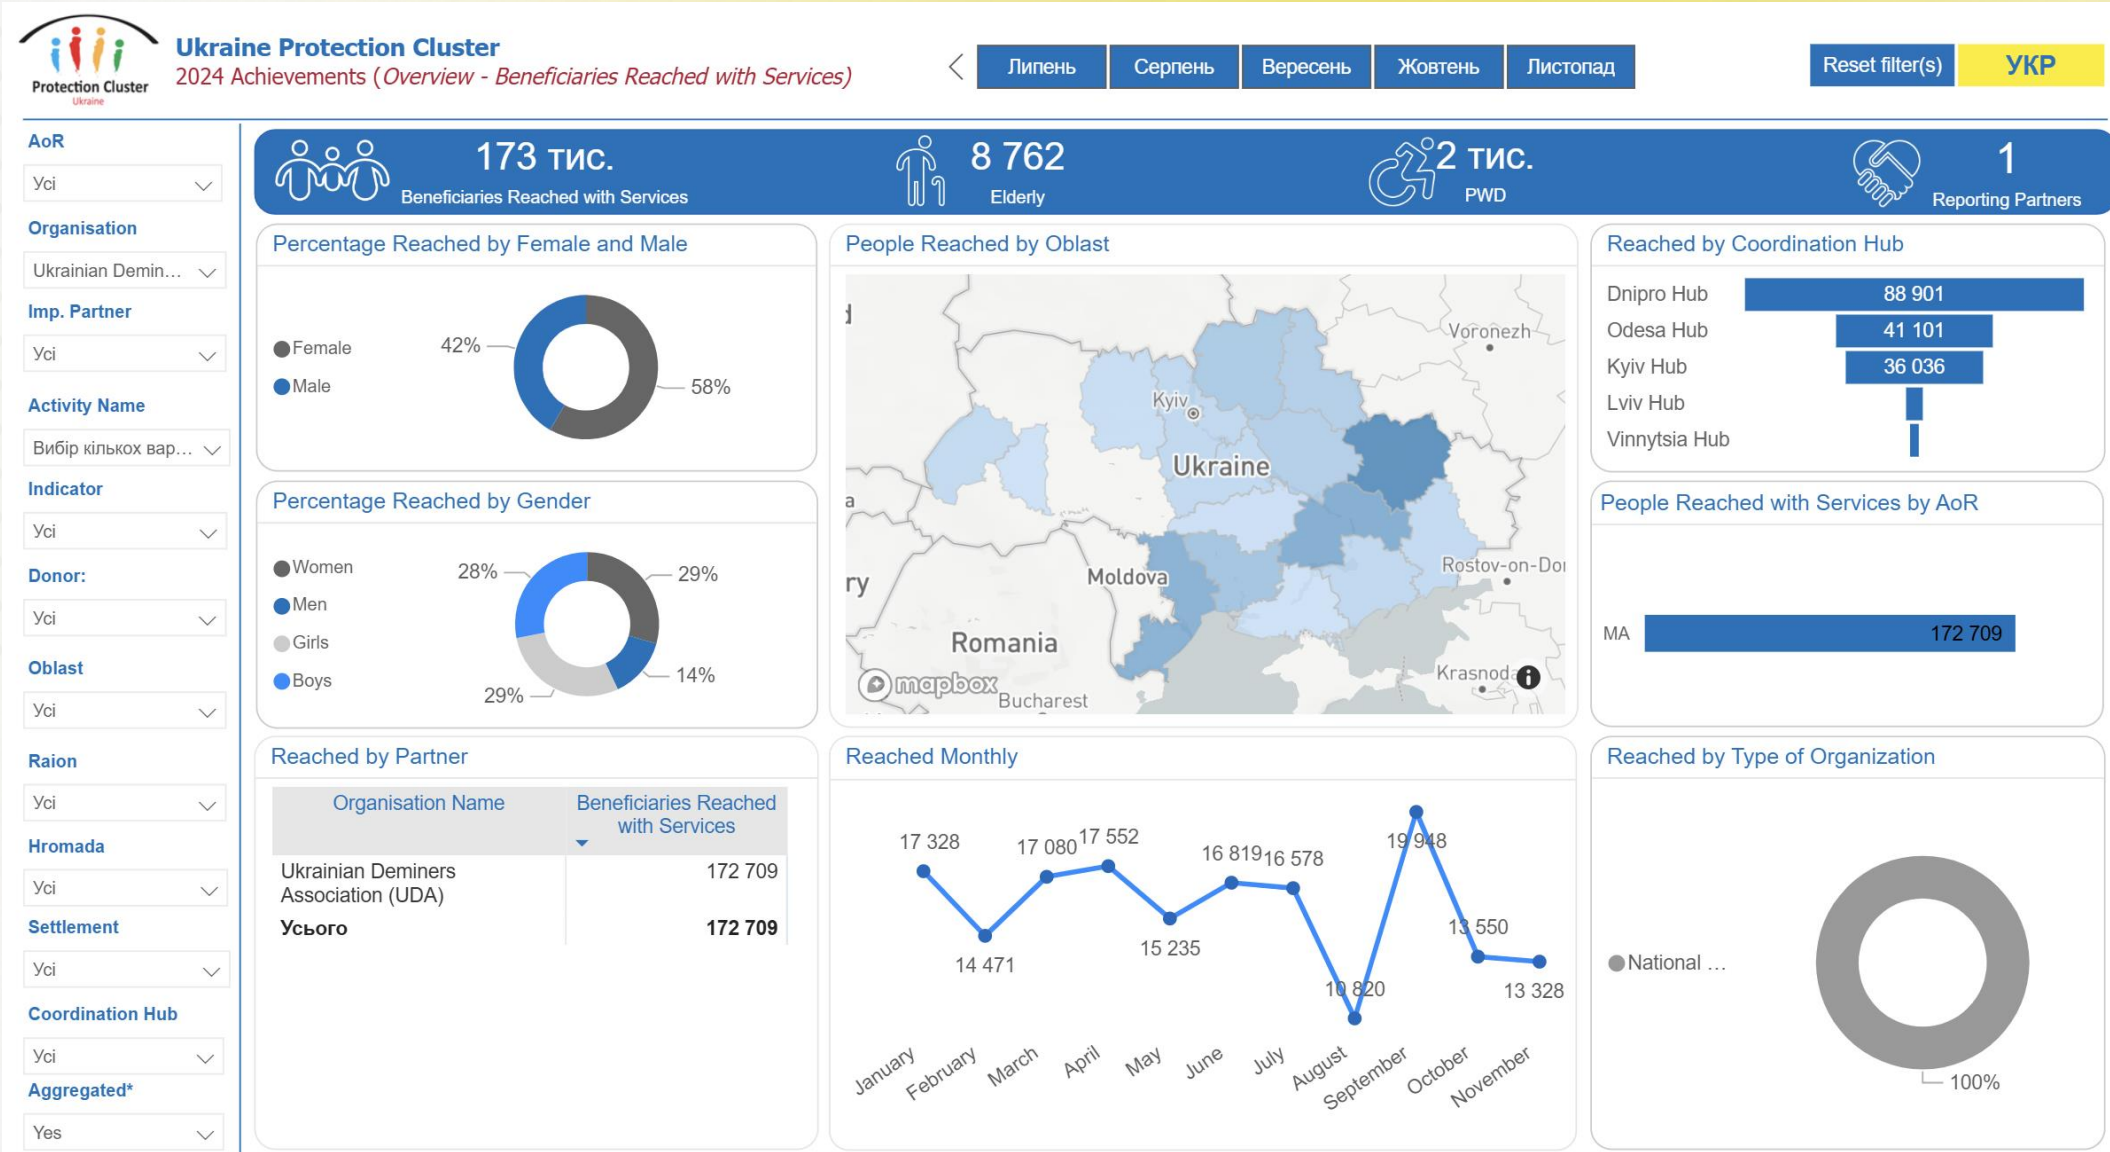 Protection Cluster
Ukraine
Ukraine Protection Cluster
2024 Achievements (Overview - Beneficiaries Reached with Services)
Липень
Серпень
Вересень
Жовтень
Листопад
Reset filter(s)
УКР
AoR
Усі
Organisation
Ukrainian Demin...
Imp. Partner
Усі
Activity Name
Вибір кількох вар...
Indicator
Усі
Donor:
Усі
Oblast
Усі
Raion
Усі
Hromada
Усі
Settlement
Усі
Coordination Hub
Усі
Aggregated*
Yes
173 тис.
Beneficiaries Reached with Services
8 762
Elderly
2 тис.
PWD
1
Reporting Partners
Percentage Reached by Female and Male
Female
Male
42%
58%
People Reached by Oblast
d
Voronezh
Kyiv
Ukraine
a
Moldova
Rostov-on-Do
ry
Romania
Krasnod
mapbox
Bucharest
Reached by Coordination Hub
Dnipro Hub
88 901
Odesa Hub
41 101
Kyiv Hub
36 036
Lviv Hub
Vinnytsia Hub
Percentage Reached by Gender
Women
Men
Girls
Boys
28%
29%
14%
29%
People Reached with Services by AoR
MA
172 709
Reached by Partner
Organisation Name
Beneficiaries Reached
with Services
Ukrainian Deminers
Association (UDA)
172 709
Усього
172 709
Reached Monthly
17 328
14 471
17 080
17 552
15 235
16 819
16 578
10 820
19 948
13 550
13 328
January
February
March
April
May
June
July
August
September
October
November
Reached by Type of Organization
National ...
100%